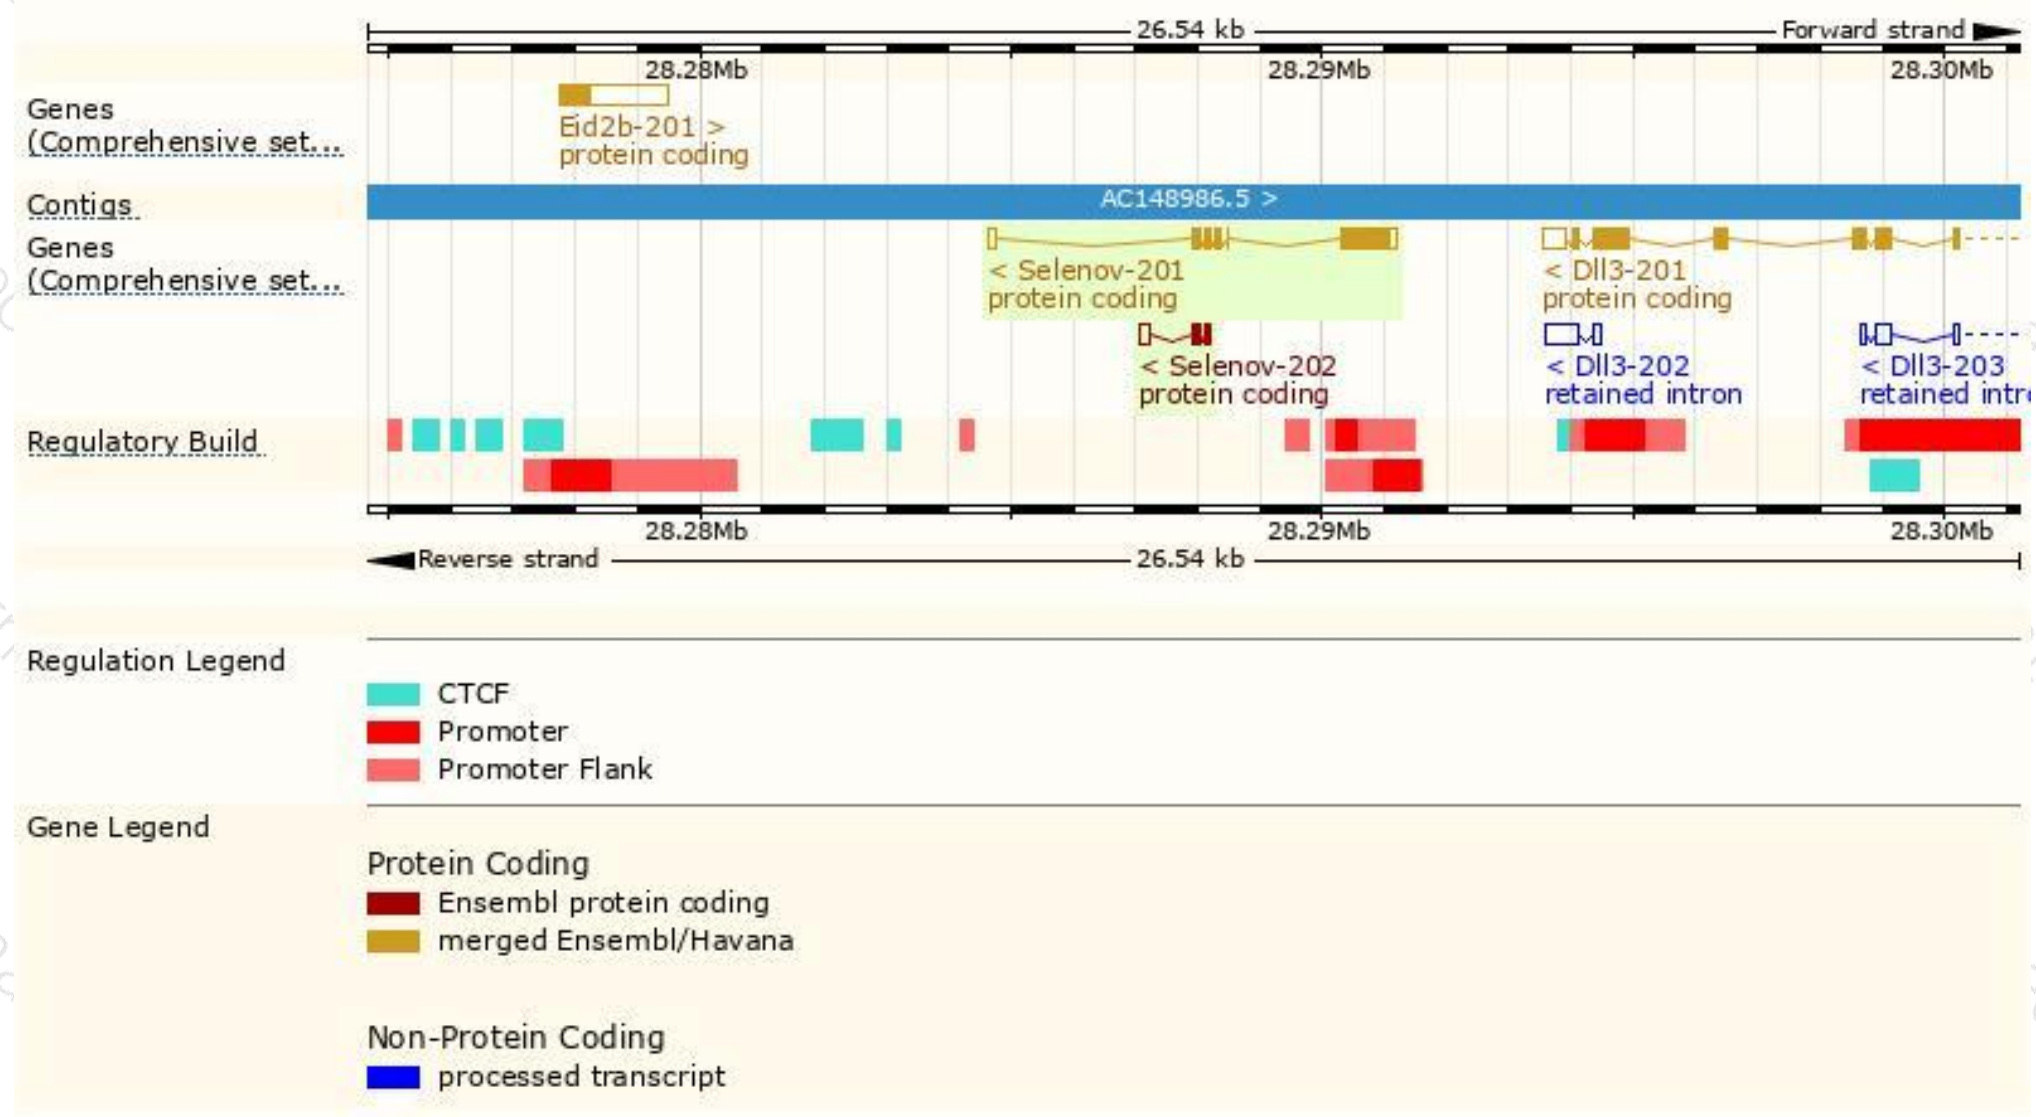 26.54 kb
Forward strand
28.28Mb 28.29Mb 28.30Mb
Genes
(Comprehensive set...
Eid2b-201 >
protein coding
Contigs
AC148986.5 >
Genes
(Comprehensive set...
< Selenov-201
protein coding
< Dll3-201
protein coding
< Selenov-202
protein coding
< Dll3-202
retained intron
< Dll3-203
retained intr
Regulatory Build
28.28Mb 28.29Mb 28.30Mb
Reverse strand
26.54 kb
Regulation Legend
CTCF
Promoter
Promoter Flank
Gene Legend
Protein Coding
Ensembl protein coding
merged Ensembl/Havana
Non-Protein Coding
processed transcript